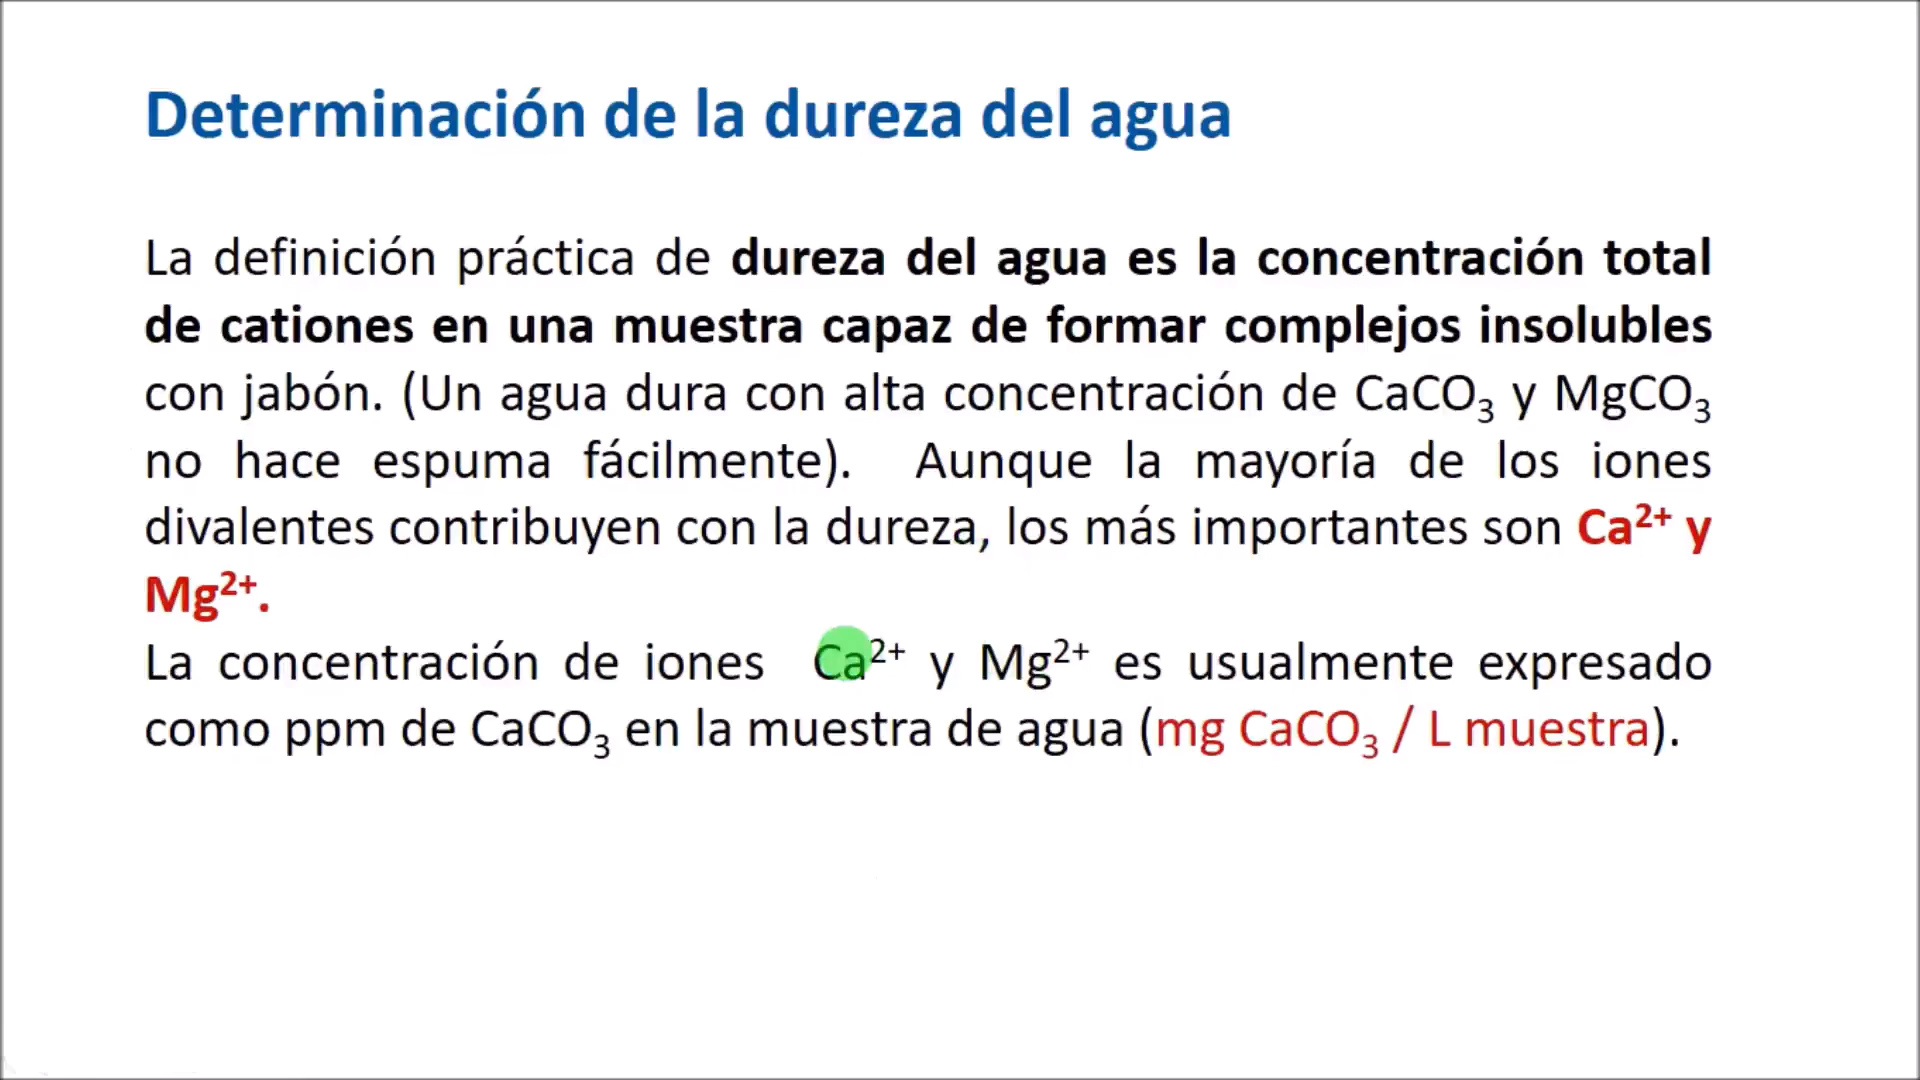 Determinación de la dureza del agua
La definición práctica de dureza del agua es la concentración total
de cationes en una muestra capaz de formar complejos insolubles
con jabón. (Un agua dura con alta concentración de CaCO₃ y MgCO₃
no hace espuma fácilmente). Aunque la mayoría de los iones
divalentes contribuyen con la dureza, los más importantes son Ca²⁺ y
Mg²⁺.
La concentración de iones Ca²⁺ y Mg²⁺ es usualmente expresado
como ppm de CaCO₃ en la muestra de agua (mg CaCO₃ / L muestra).